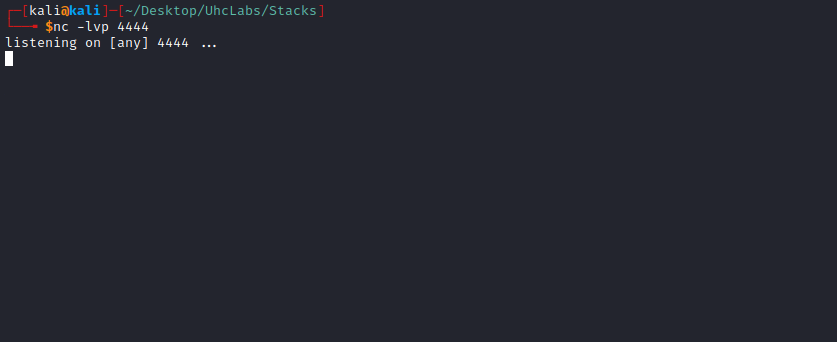 ┌─[kali@kali]─[~/Desktop/UhcLabs/Stacks]
└──╼ $nc -lvp 4444
listening on [any] 4444 ...